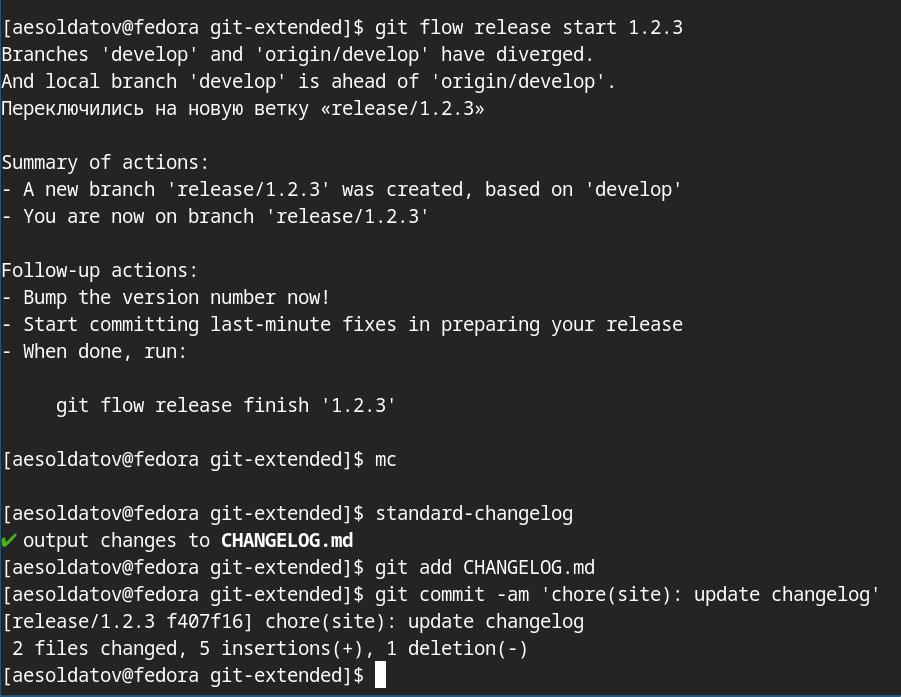 [aesoldatov@fedora git-extended]$ git flow release start 1.2.3
Branches 'develop' and 'origin/develop' have diverged.
And local branch 'develop' is ahead of 'origin/develop'.
Переключились на новую ветку «release/1.2.3»
Summary of actions:
- A new branch 'release/1.2.3' was created, based on 'develop'
- You are now on branch 'release/1.2.3'
Follow-up actions:
- Bump the version number now!
- Start committing last-minute fixes in preparing your release
- When done, run:
git flow release finish '1.2.3'
[aesoldatov@fedora git-extended]$ mc
[aesoldatov@fedora git-extended]$ standard-changelog
✔ output changes to CHANGELOG.md
[aesoldatov@fedora git-extended]$ git add CHANGELOG.md
[aesoldatov@fedora git-extended]$ git commit -am 'chore(site): update changelog'
[release/1.2.3 f407f16] chore(site): update changelog
2 files changed, 5 insertions(+), 1 deletion(-)
[aesoldatov@fedora git-extended]$